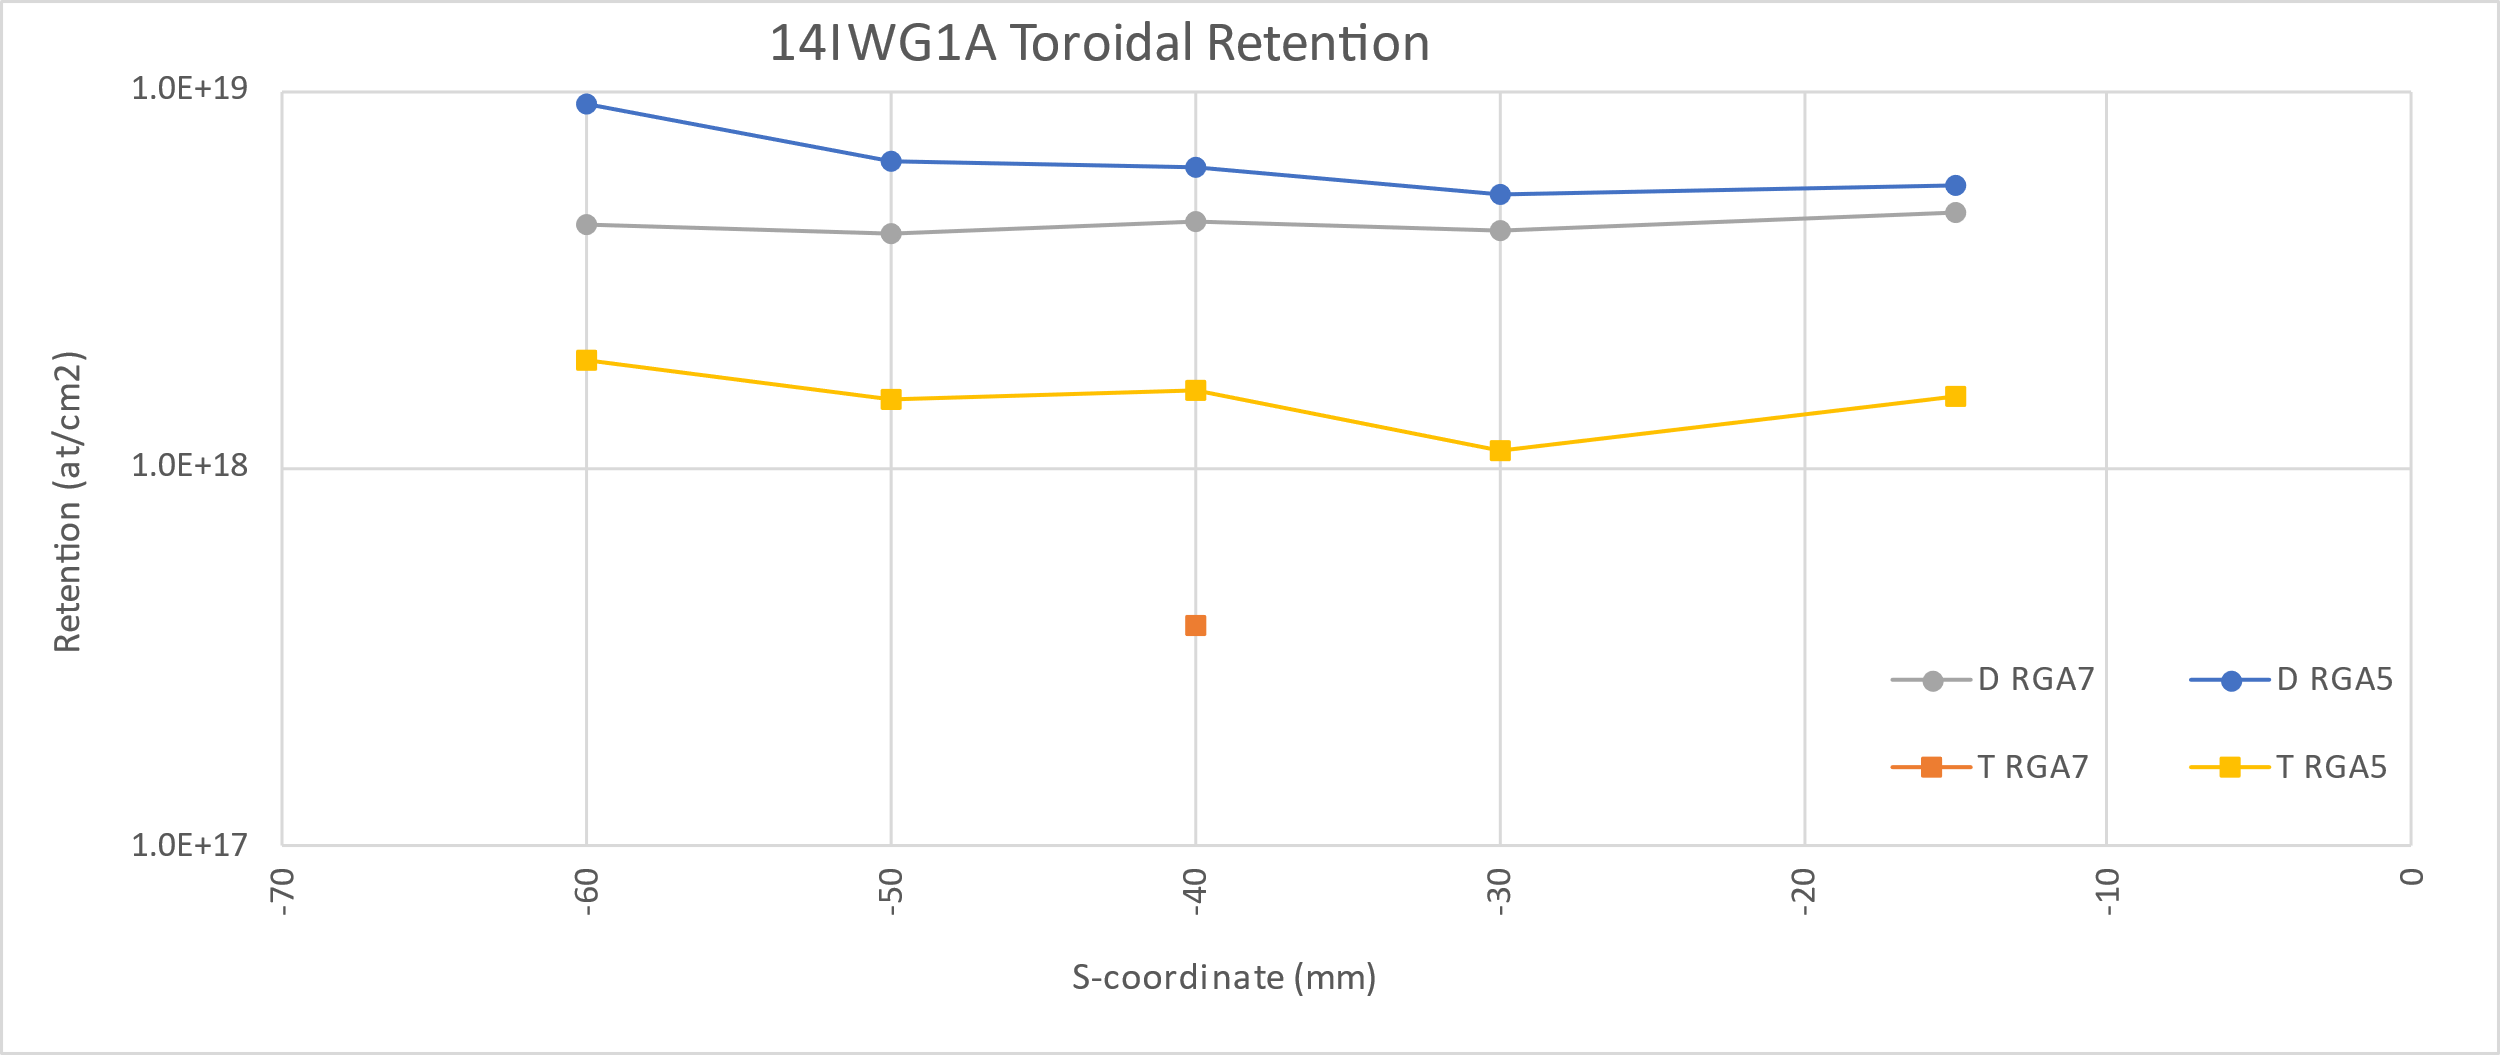 14IWG1A Toroidal Retention
1.0E+19
1.0E+18
1.0E+17
Retention (at/cm2)
D RGA7
D RGA5
T RGA7
T RGA5
-70
-60
-50
-40
-30
-20
-10
0
S-coordinate (mm)